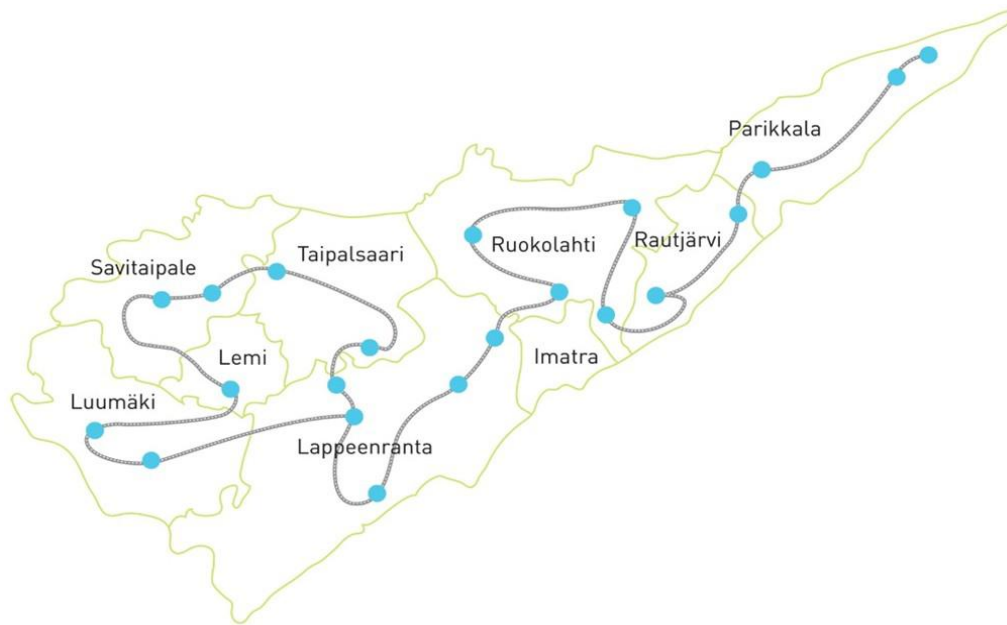 Parikkala
Ruokolahti
Rautjärvi
Taipalsaari
Savitaipale
Lemi
Imatra
Luumäki
Lappeenranta